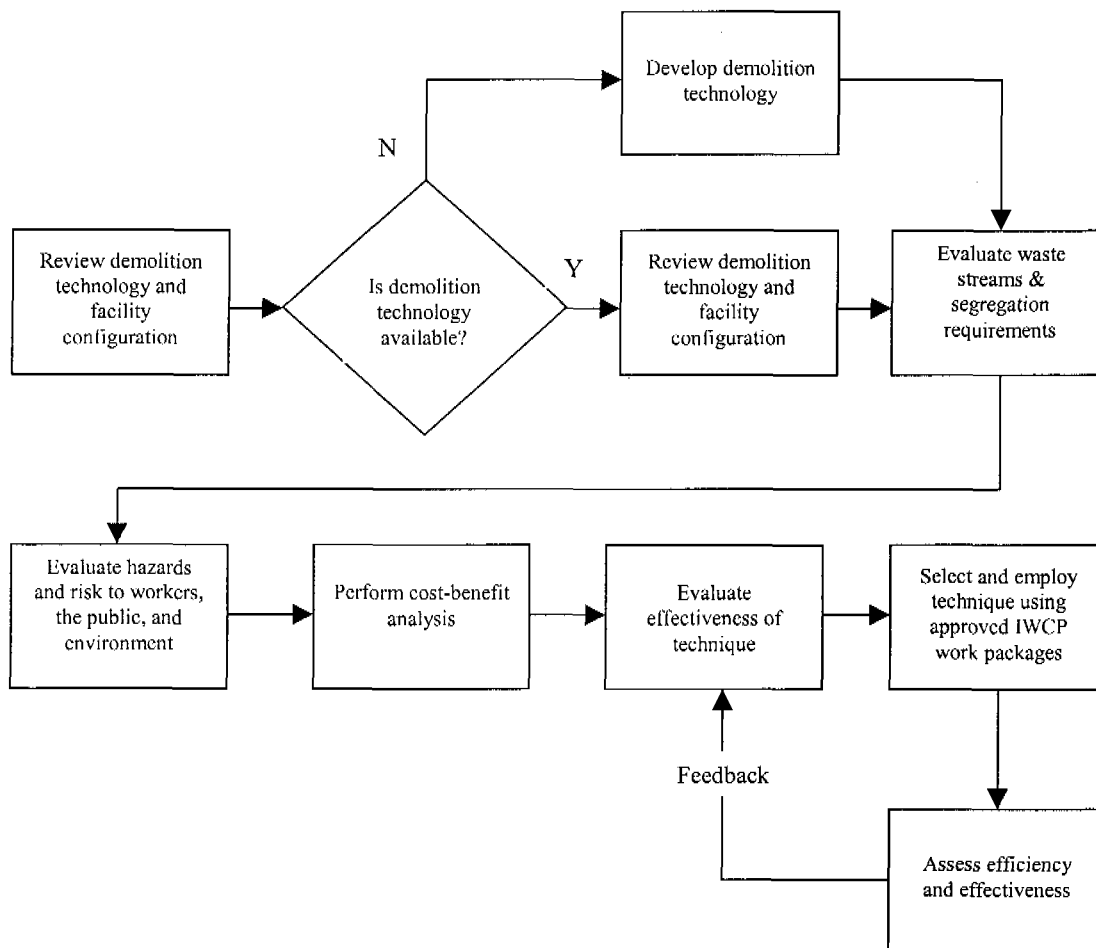 Develop demolition
technology
N
Review demolition
technology and
facility
configuration
Is demolition
technology
available?
Y
Review demolition
technology and
facility
configuration
Evaluate waste
streams &
segregation
requirements
Evaluate hazards
and risk to workers,
the public, and
environment
Perform cost-benefit
analysis
Evaluate
effectiveness of
technique
Select and employ
technique using
approved IWCP
work packages
Feedback
Assess efficiency
and effectiveness